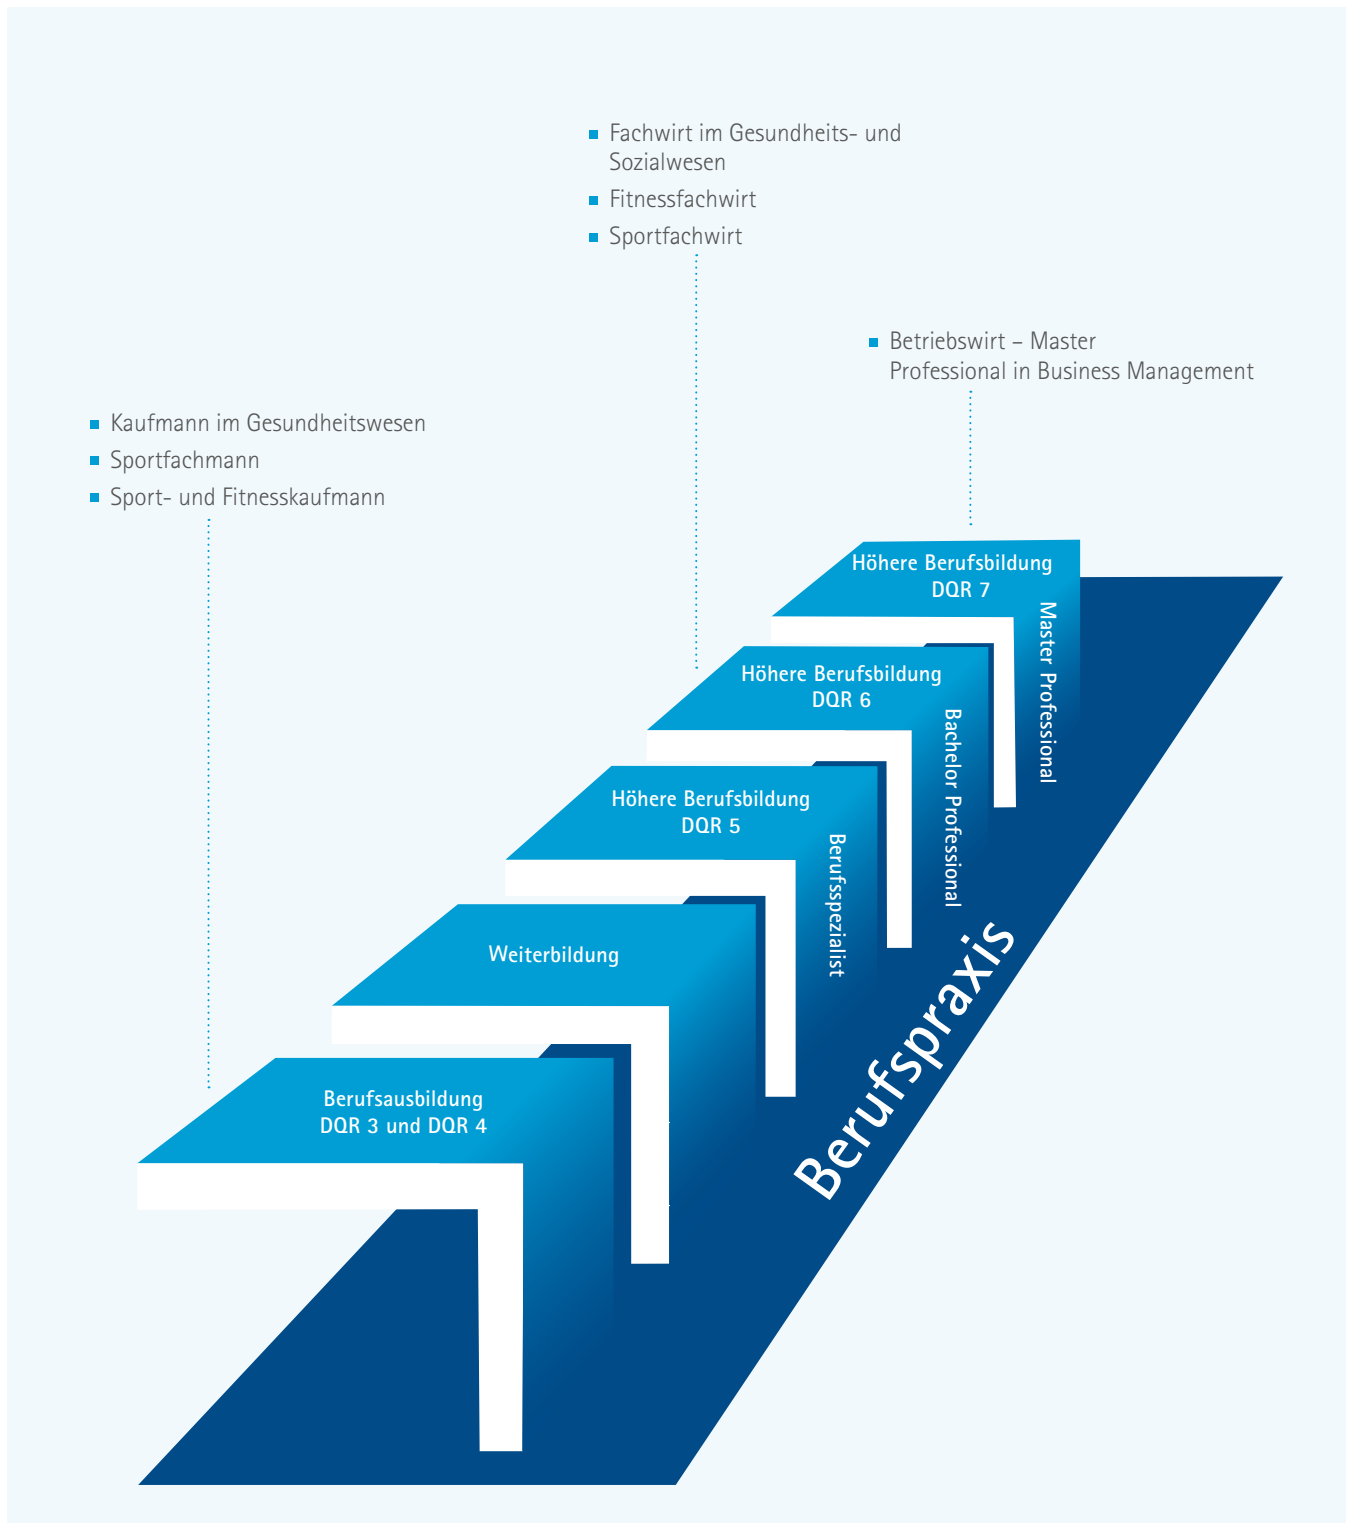 Fachwirt im Gesundheits- und
Sozialwesen
Fitnessfachwirt
Sportfachwirt
Betriebswirt – Master
Professional in Business Management
Kaufmann im Gesundheitswesen
Sportfachmann
Sport- und Fitnesskaufmann
Höhere Berufsbildung
DQR 7
Master Professional
Höhere Berufsbildung
DQR 6
Bachelor Professional
Höhere Berufsbildung
DQR 5
Berufsspezialist
Weiterbildung
Berufsausbildung
DQR 3 und DQR 4
Berufspraxis